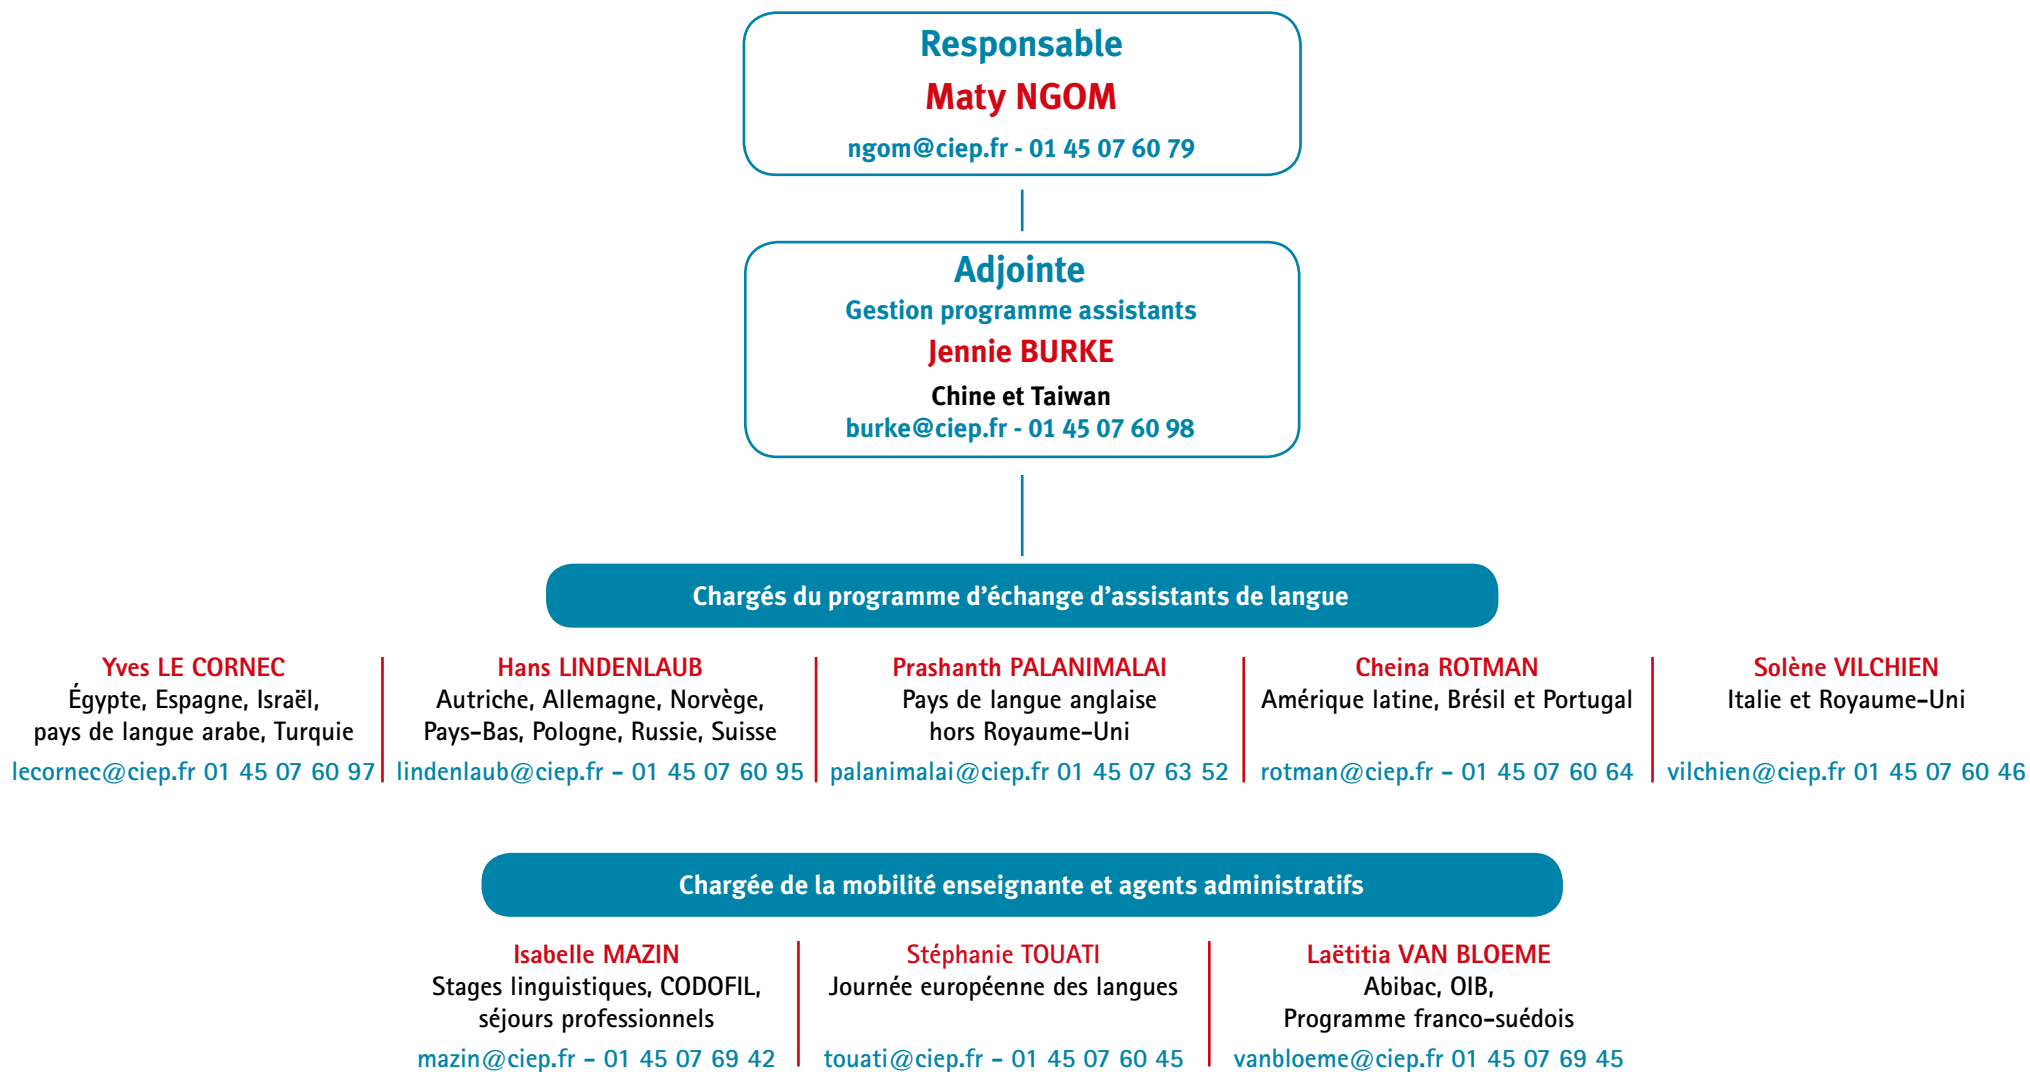 Responsable
Maty NGOM
ngom@ciep.fr - 01 45 07 60 79
Adjointe
Gestion programme assistants
Jennie BURKE
Chine et Taiwan
burke@ciep.fr - 01 45 07 60 98
Chargés du programme d’échange d’assistants de langue
Yves LE CORNEC
Égypte, Espagne, Israël,
pays de langue arabe, Turquie
lecornec@ciep.fr 01 45 07 60 97
Hans LINDENLAUB
Autriche, Allemagne, Norvège,
Pays-Bas, Pologne, Russie, Suisse
lindenlaub@ciep.fr - 01 45 07 60 95
Prashanth PALANIMALAI
Pays de langue anglaise
hors Royaume-Uni
palanimalai@ciep.fr 01 45 07 63 52
Cheina ROTMAN
Amérique latine, Brésil et Portugal
rotman@ciep.fr - 01 45 07 60 64
Solène VILCHIEN
Italie et Royaume-Uni
vilchien@ciep.fr 01 45 07 60 46
Chargée de la mobilité enseignante et agents administratifs
Isabelle MAZIN
Stages linguistiques, CODOFIL,
séjours professionnels
mazin@ciep.fr - 01 45 07 69 42
Stéphanie TOUATI
Journée européenne des langues
touati@ciep.fr - 01 45 07 60 45
Laëtitia VAN BLOEME
Abibac, OIB,
Programme franco-suédois
vanbloeme@ciep.fr 01 45 07 69 45